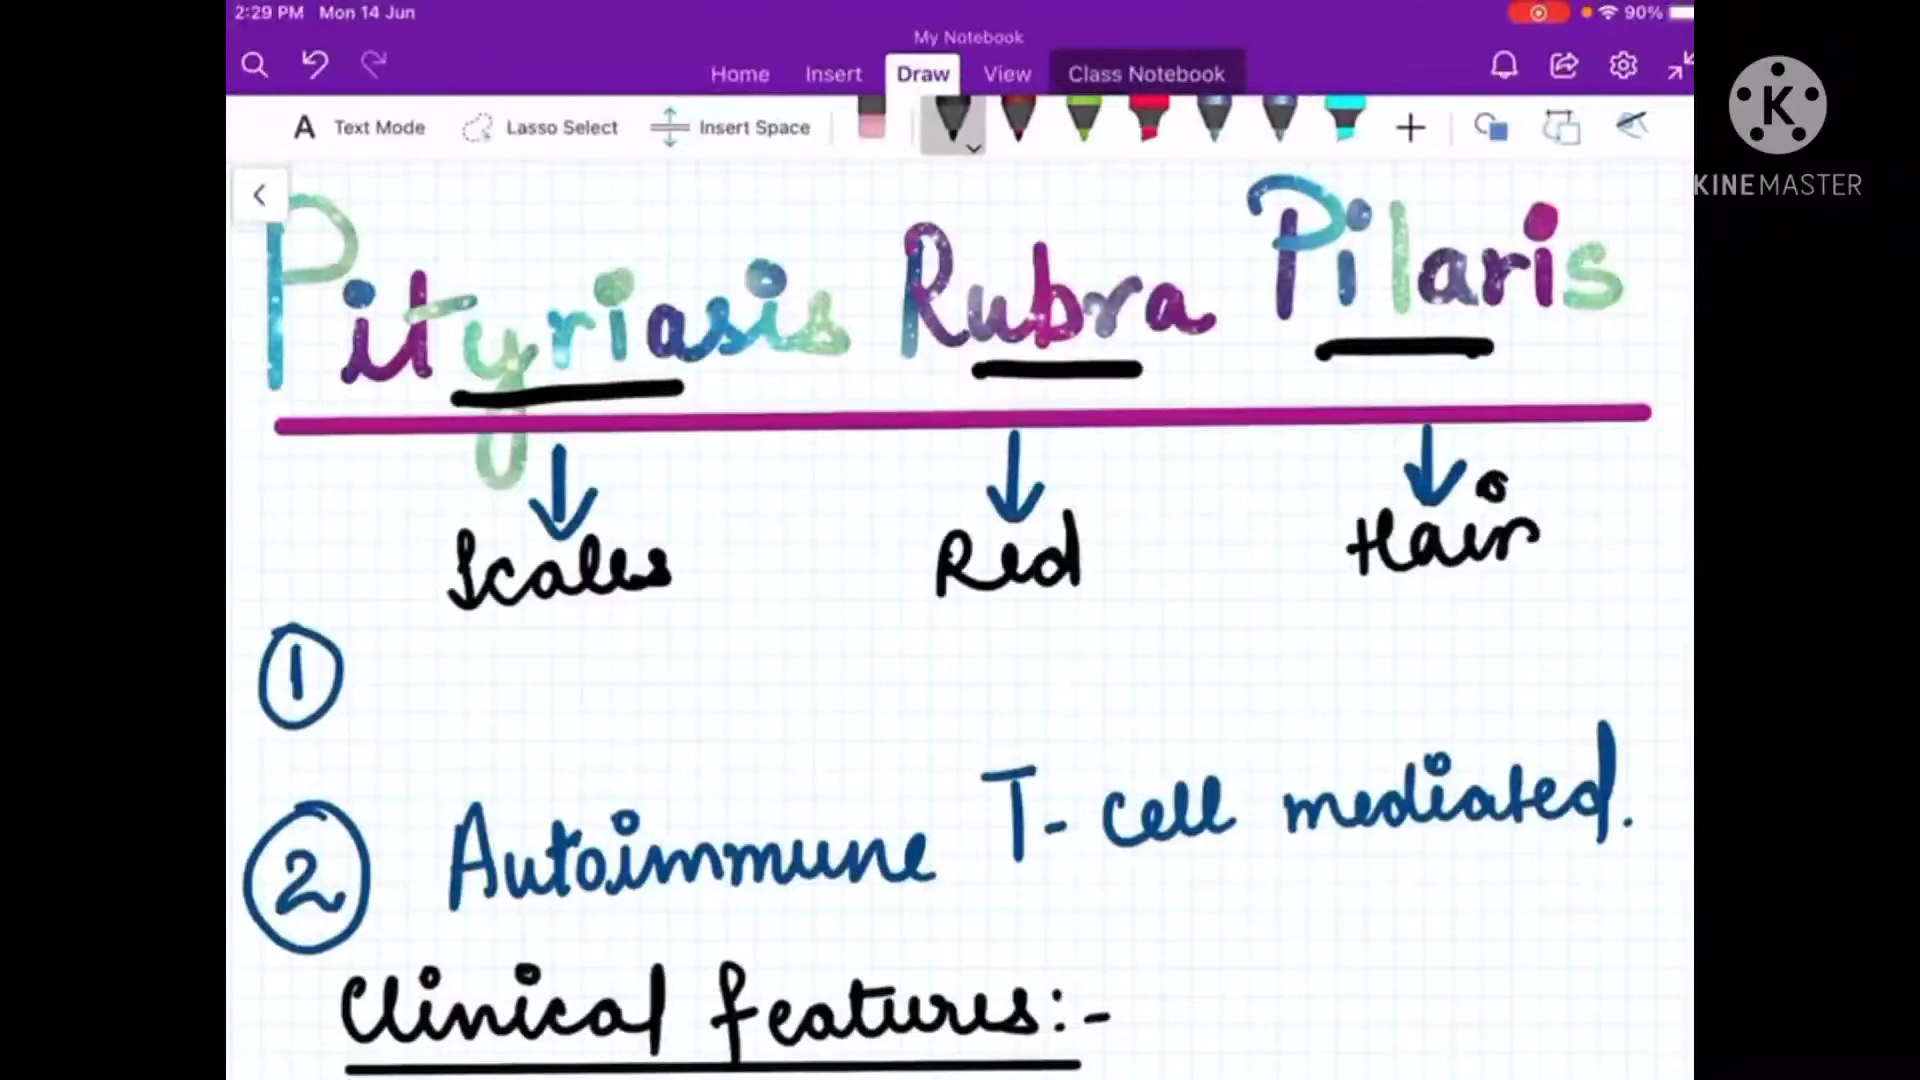 2:29 PM Mon 14 Jun
90%
My Notebook
Home Insert Draw View Class Notebook
A Text Mode Lasso Select Insert Space
K
KINEMASTER
Pityriasis Rubra Pilaris
Scales Red Hair
1
2 Autoimmune T-cell mediated.
Clinical features:-